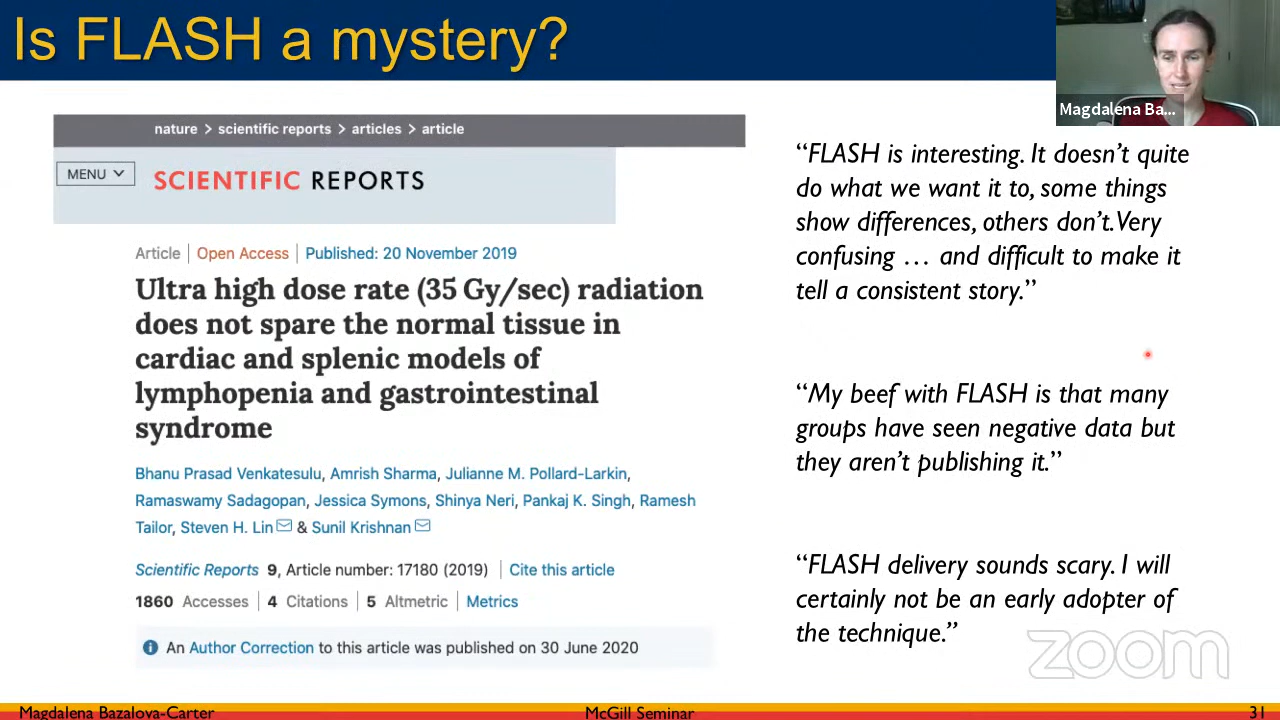 Is FLASH a mystery?
Magdalena Ba...
nature > scientific reports > articles > article
MENU
SCIENTIFIC REPORTS
Article | Open Access | Published: 20 November 2019
Ultra high dose rate (35 Gy/sec) radiation
does not spare the normal tissue in
cardiac and splenic models of
lymphopenia and gastrointestinal
syndrome
Bhanu Prasad Venkatesulu, Amrish Sharma, Julianne M. Pollard-Larkin,
Ramaswamy Sadagopan, Jessica Symons, Shinya Neri, Pankaj K. Singh, Ramesh
Tailor, Steven H. Lin & Sunil Krishnan
Scientific Reports 9, Article number: 17180 (2019) | Cite this article
1860 Accesses | 4 Citations | 5 Altmetric | Metrics
An Author Correction to this article was published on 30 June 2020
“FLASH is interesting. It doesn’t quite
do what we want it to, some things
show differences, others don’t. Very
confusing … and difficult to make it
tell a consistent story.”
“My beef with FLASH is that many
groups have seen negative data but
they aren’t publishing it.”
“FLASH delivery sounds scary. I will
certainly not be an early adopter of
the technique.”
zoom
Magdalena Bazalova-Carter
McGill Seminar
31